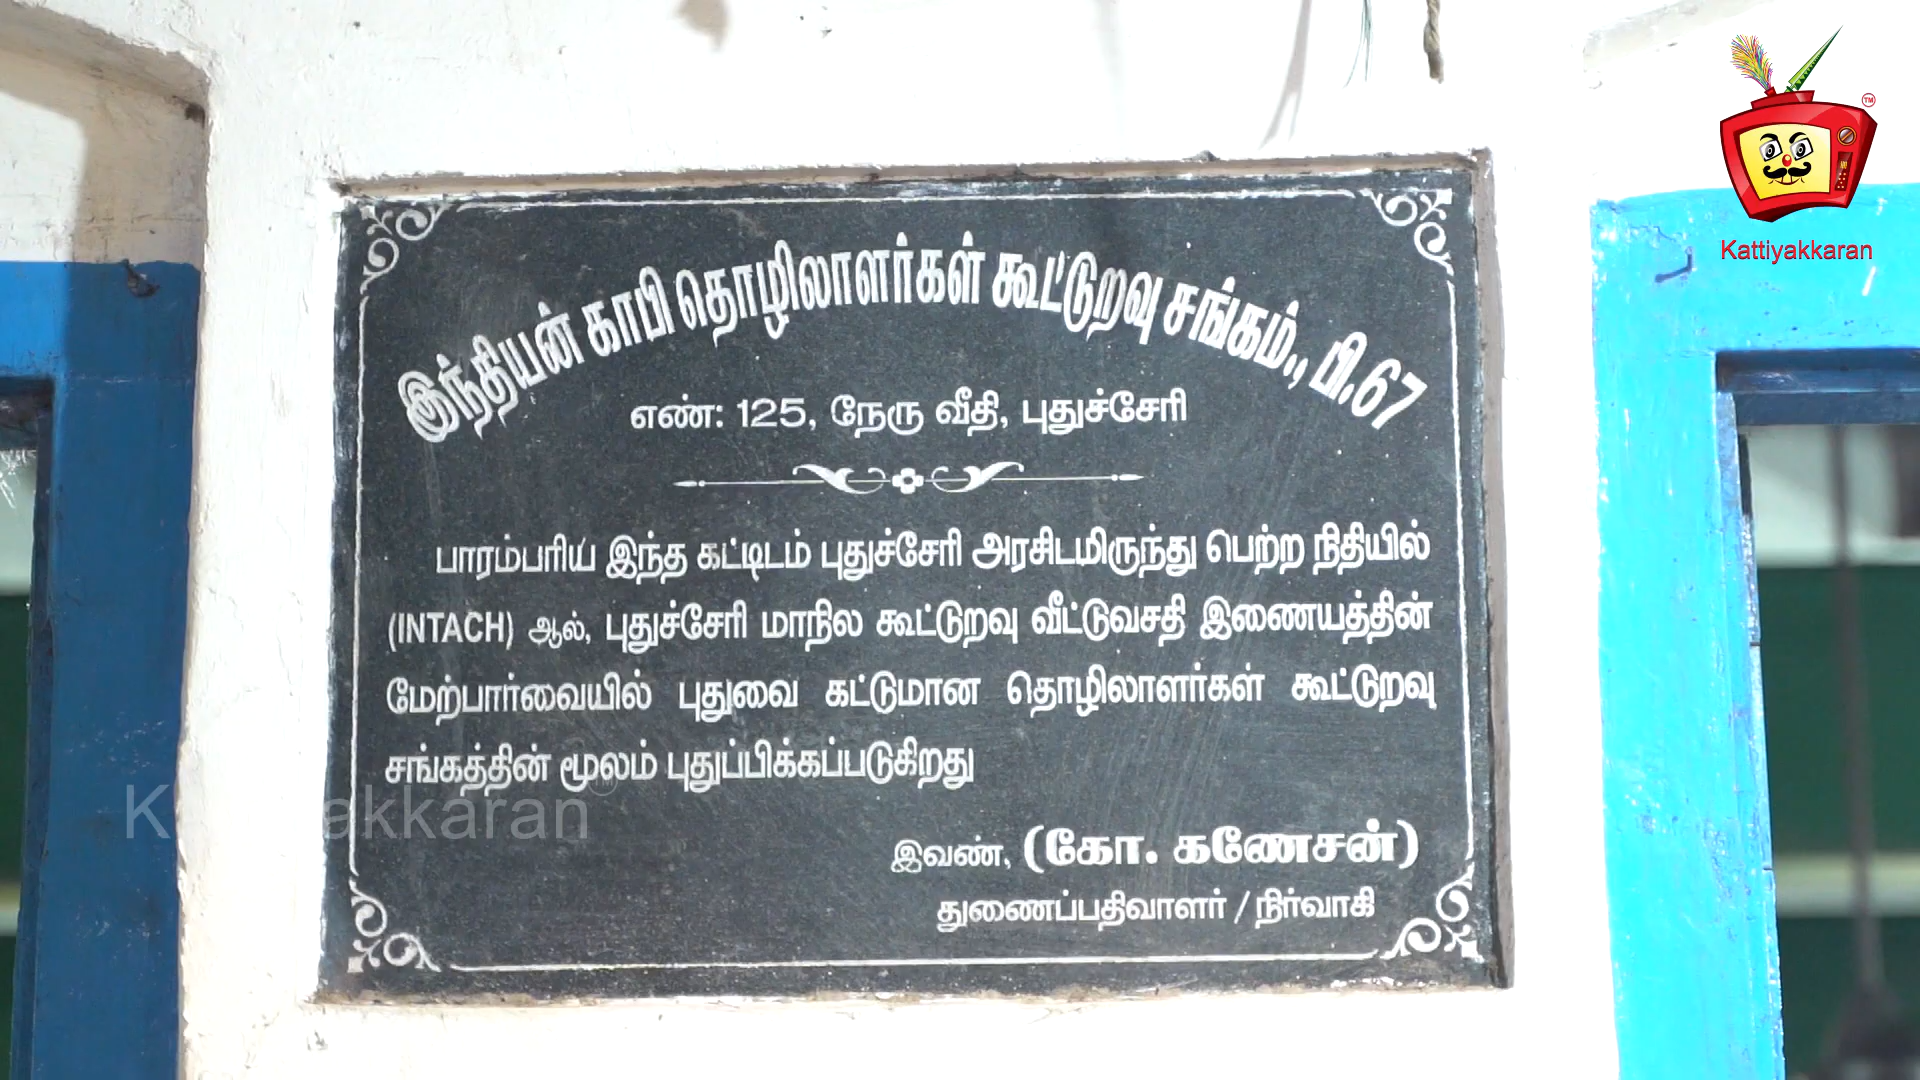 இந்தியன் காபி தொழிலாளர்கள் கூட்டுறவு சங்கம்., பி.67
எண்: 125, நேரு வீதி, புதுச்சேரி
பாரம்பரிய இந்த கட்டிடம் புதுச்சேரி அரசிடமிருந்து பெற்ற நிதியில்
(INTACH) ஆல், புதுச்சேரி மாநில கூட்டுறவு வீட்டுவசதி இணையத்தின்
மேற்பார்வையில் புதுவை கட்டுமான தொழிலாளர்கள் கூட்டுறவு
சங்கத்தின் மூலம் புதுப்பிக்கப்படுகிறது
இவண், (கோ. கணேசன்)
துணைப்பதிவாளர் / நிர்வாகி
Kattiyakkaran
TM
Kattiyakkaran